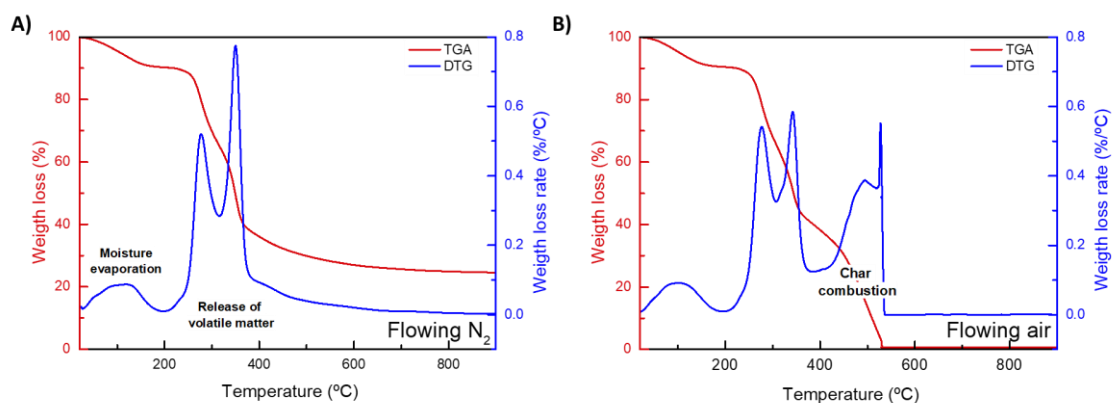 A)
TGA
DTG
Moisture
evaporation
Release of
volatile matter
Flowing N₂
Weigth loss (%)
100
80
60
40
20
0
Weigth loss rate (%/ºC)
0.8
0.6
0.4
0.2
0.0
200 400 600 800
Temperature (ºC)
B)
TGA
DTG
Char
combustion
Flowing air
Weigth loss (%)
100
80
60
40
20
0
Weigth loss rate (%/ºC)
0.8
0.6
0.4
0.2
0.0
200 400 600 800
Temperature (ºC)